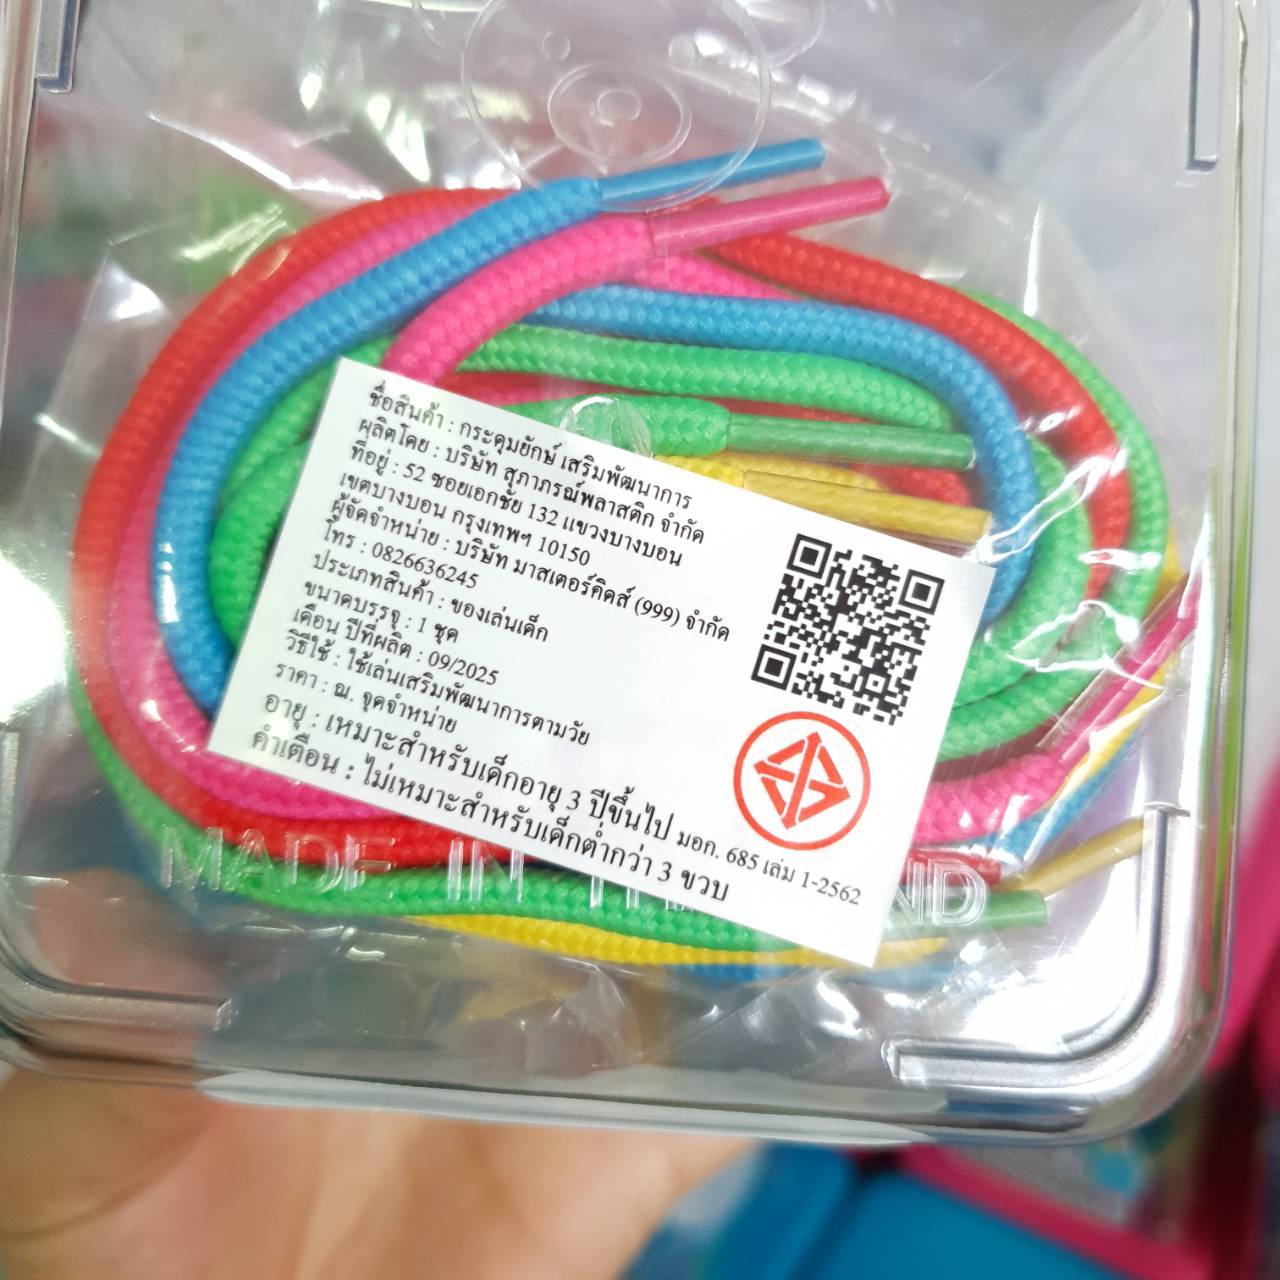 ชื่อสินค้า : กระดุมยักษ์ เสริมพัฒนาการ
ผลิตโดย : บริษัท สุภาภรณ์พลาสติก จำกัด
ที่อยู่ : 52 ซอยเอกชัย 132 แขวงบางบอน
เขตบางบอน กรุงเทพฯ 10150
ผู้จัดจำหน่าย : บริษัท มาสเตอร์คิดส์ (999) จำกัด
โทร : 0826636245
ประเภทสินค้า : ของเล่นเด็ก
ขนาดบรรจุ : 1 ชุด
เดือน ปีที่ผลิต : 09/2025
วิธีใช้ : ใช้เล่นเสริมพัฒนาการตามวัย
ราคา : ณ. จุดจำหน่าย
อายุ : เหมาะสำหรับเด็กอายุ 3 ปีขึ้นไป มอก. 685 เล่ม 1-2562
คำเตือน : ไม่เหมาะสำหรับเด็กต่ำกว่า 3 ขวบ
MADE IN